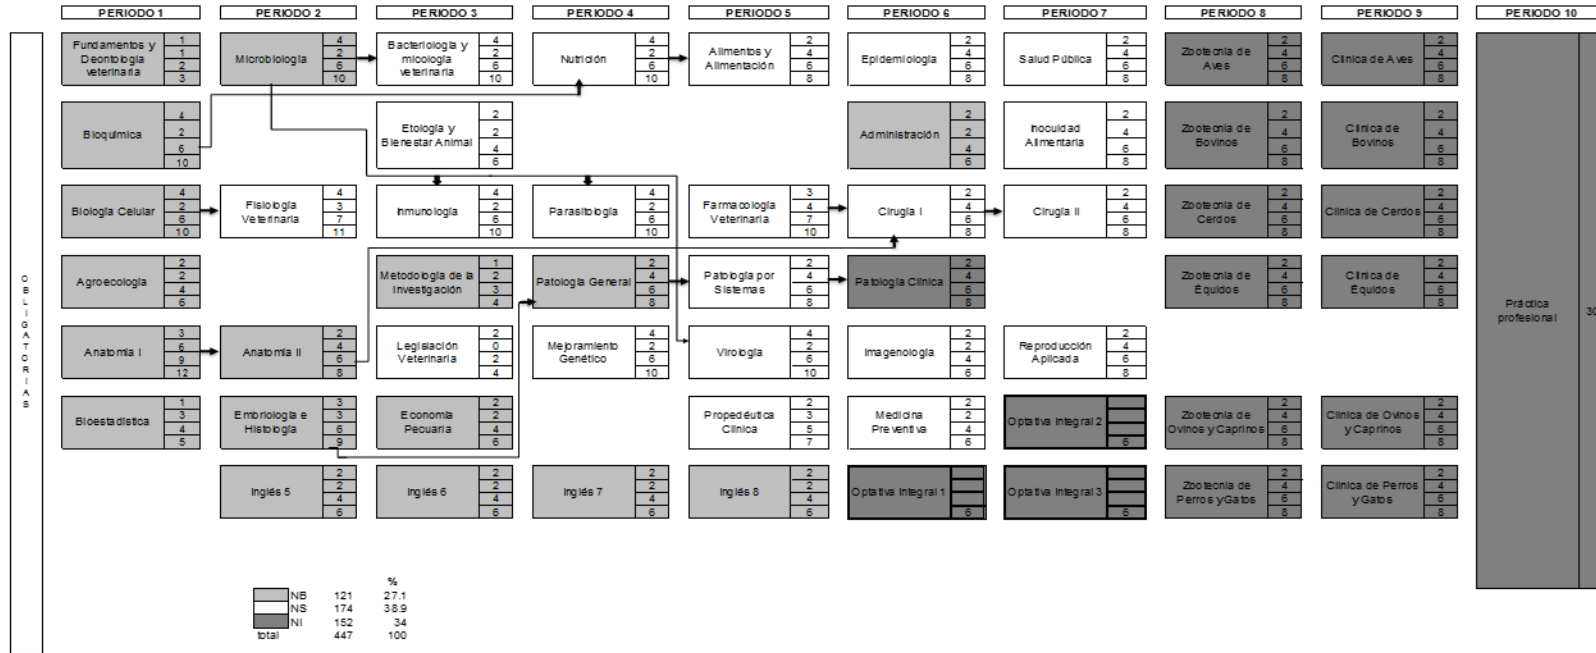 PERIODO 1 PERIODO 2 PERIODO 3 PERIODO 4 PERIODO 5 PERIODO 6 PERIODO 7 PERIODO 8 PERIODO 9 PERIODO 10
OBLIGATORIAS
Fundamentos y
Deontología
veterinaria
1
1
2
3
Microbiología
4
2
6
10
Bacteriología y
micología
veterinaria
4
2
6
10
Nutrición
4
2
6
10
Alimentos y
Alimentación
2
4
6
8
Epidemiología
2
4
6
8
Salud Pública
2
4
6
8
Zootecnia de
Aves
2
4
6
8
Clínica de Aves
2
4
6
8
Bioquímica
4
2
6
10
Etología y
Bienestar Animal
2
2
4
6
Administración
2
2
4
6
Inocuidad
Alimentaria
2
4
6
8
Zootecnia de
Bovinos
2
4
6
8
Clínica de
Bovinos
2
4
6
8
Biología Celular
4
2
6
10
Fisiología
Veterinaria
4
3
7
11
Inmunología
4
2
6
10
Parasitología
4
2
6
10
Farmacología
Veterinaria
3
4
7
10
Cirugía I
2
4
6
8
Cirugía II
2
4
6
8
Zootecnia de
Cerdos
2
4
6
8
Clínica de Cerdos
2
4
6
8
Agroecología
2
2
4
6
Metodología de la
Investigación
1
2
3
4
Patología General
2
4
6
8
Patología por
Sistemas
2
4
6
8
Patología Clínica
2
4
6
8
Zootecnia de
Équidos
2
4
6
8
Clínica de
Équidos
2
4
6
8
Práctica
profesional
30
Anatomía I
3
6
9
12
Anatomía II
2
4
6
8
Legislación
Veterinaria
2
0
2
4
Mejoramiento
Genético
4
2
6
10
Virología
4
2
6
10
Imagenología
2
2
4
6
Reproducción
Aplicada
2
4
6
8
Bioestadística
1
3
4
5
Embriología e
Histología
3
3
6
9
Economía
Pecuaria
2
2
4
6
Propedéutica
Clínica
2
3
5
7
Medicina
Preventiva
2
2
4
6
Optativa Integral 2
6
Zootecnia de
Ovinos y Caprinos
2
4
6
8
Clínica de Ovinos
y Caprinos
2
4
6
8
Inglés 5
2
2
4
6
Inglés 6
2
2
4
6
Inglés 7
2
2
4
6
Inglés 8
2
2
4
6
Optativa Integral 1
6
Optativa Integral 3
6
Zootecnia de
Perros y Gatos
2
4
6
8
Clínica de Perros
y Gatos
2
4
6
8
%
NB 121 27.1
NS 174 38.9
NI 152 34
total 447 100